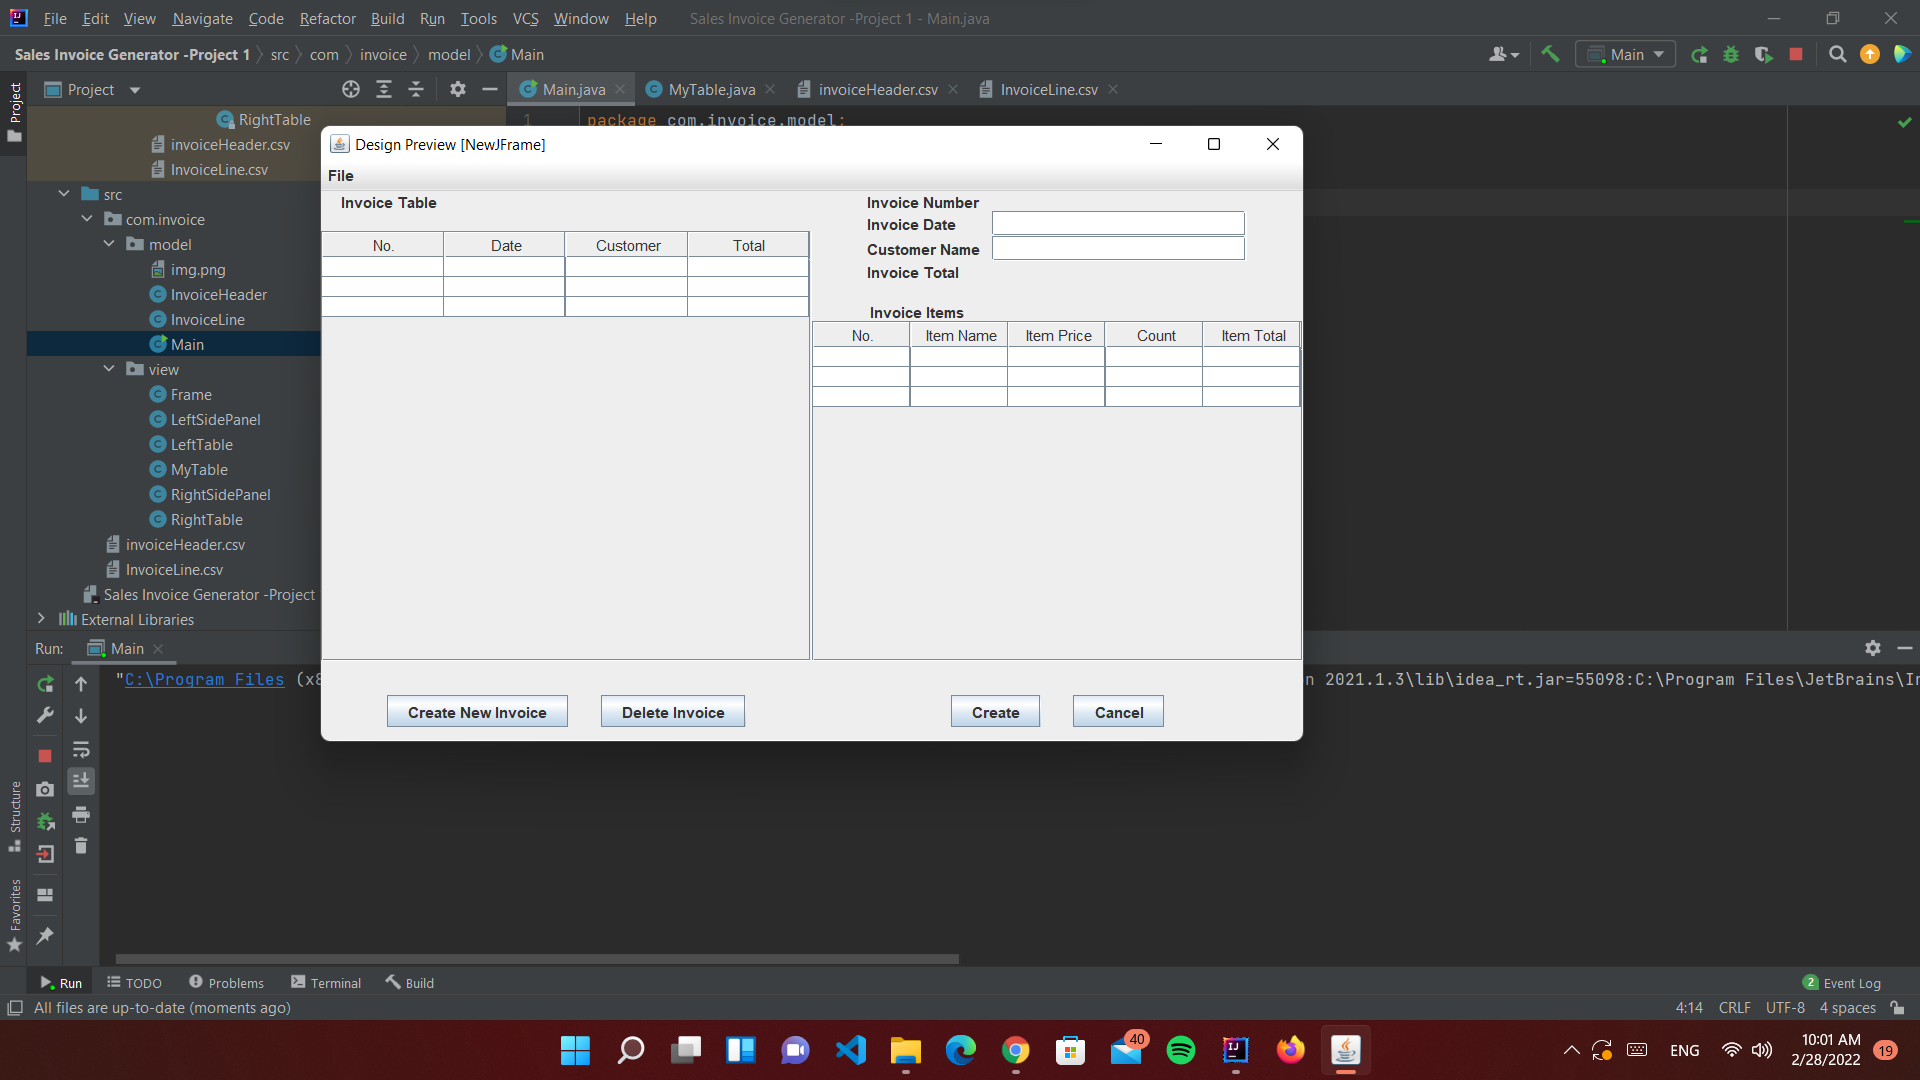 File Edit View Navigate Code Refactor Build Run Tools VCS Window Help Sales Invoice Generator -Project 1 - Main.java
Sales Invoice Generator -Project 1 src com invoice model Main
Main
Project
Project
Main.java MyTable.java invoiceHeader.csv InvoiceLine.csv
1 package com.invoice.model;
RightTable
invoiceHeader.csv
InvoiceLine.csv
src
com.invoice
model
img.png
InvoiceHeader
InvoiceLine
Main
view
Frame
LeftSidePanel
LeftTable
MyTable
RightSidePanel
RightTable
invoiceHeader.csv
InvoiceLine.csv
Sales Invoice Generator -Project
External Libraries
Design Preview [NewJFrame]
File
Invoice Table
No. Date Customer Total
Invoice Number
Invoice Date
Customer Name
Invoice Total
Invoice Items
No. Item Name Item Price Count Item Total
Create New Invoice Delete Invoice Create Cancel
Run: Main
"C:\Program Files (x8
n 2021.1.3\lib\idea_rt.jar=55098:C:\Program Files\JetBrains\In
Structure
Favorites
Run TODO Problems Terminal Build 2 Event Log
All files are up-to-date (moments ago) 4:14 CRLF UTF-8 4 spaces
40
ENG
10:01 AM
2/28/2022
19